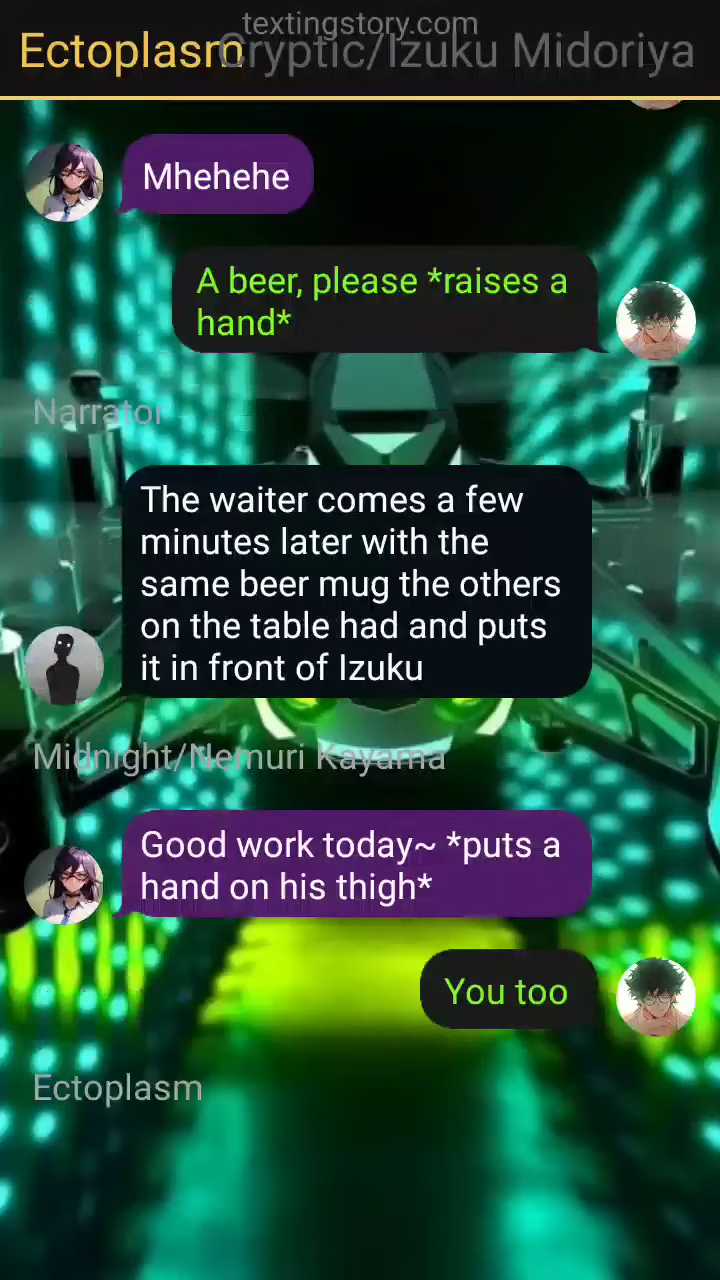 textingstory.com
Ectoplasm Cryptic/Izuku Midoriya
Mhehehe
A beer, please *raises a
hand*
Narrator
The waiter comes a few
minutes later with the
same beer mug the others
on the table had and puts
it in front of Izuku
Midnight/Nemuri Kayama
Good work today~ *puts a
hand on his thigh*
You too
Ectoplasm